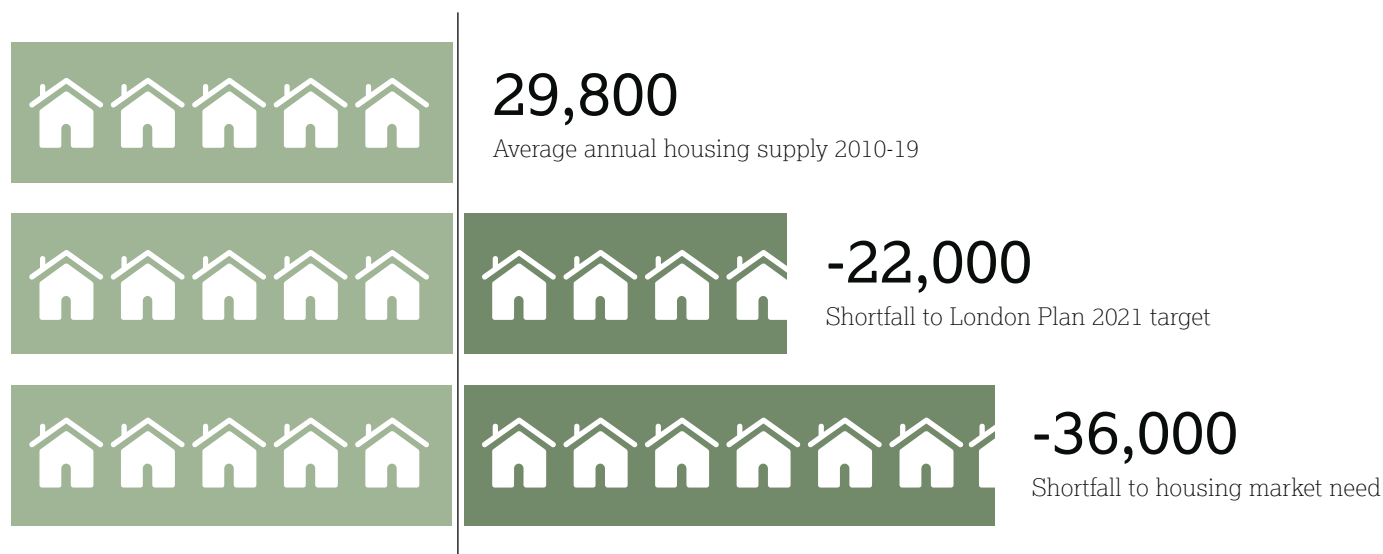 29,800
Average annual housing supply 2010-19
-22,000
Shortfall to London Plan 2021 target
-36,000
Shortfall to housing market need